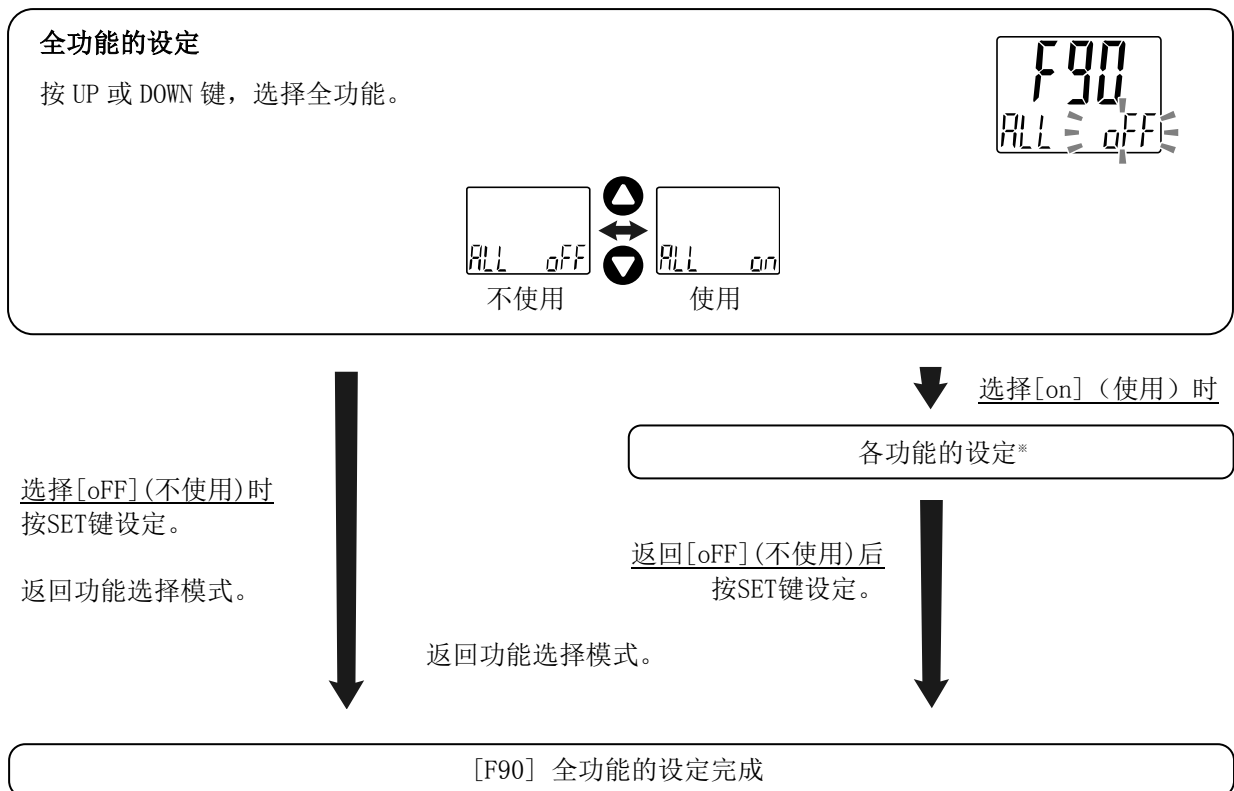 全功能的设定
按 UP 或 DOWN 键，选择全功能。
F90
ALL oFF
ALL oFF
ALL on
不使用
使用
选择[on]（使用）时
各功能的设定※
选择[oFF](不使用)时
按SET键设定。
返回功能选择模式。
返回[oFF](不使用)后
按SET键设定。
返回功能选择模式。
[F90] 全功能的设定完成